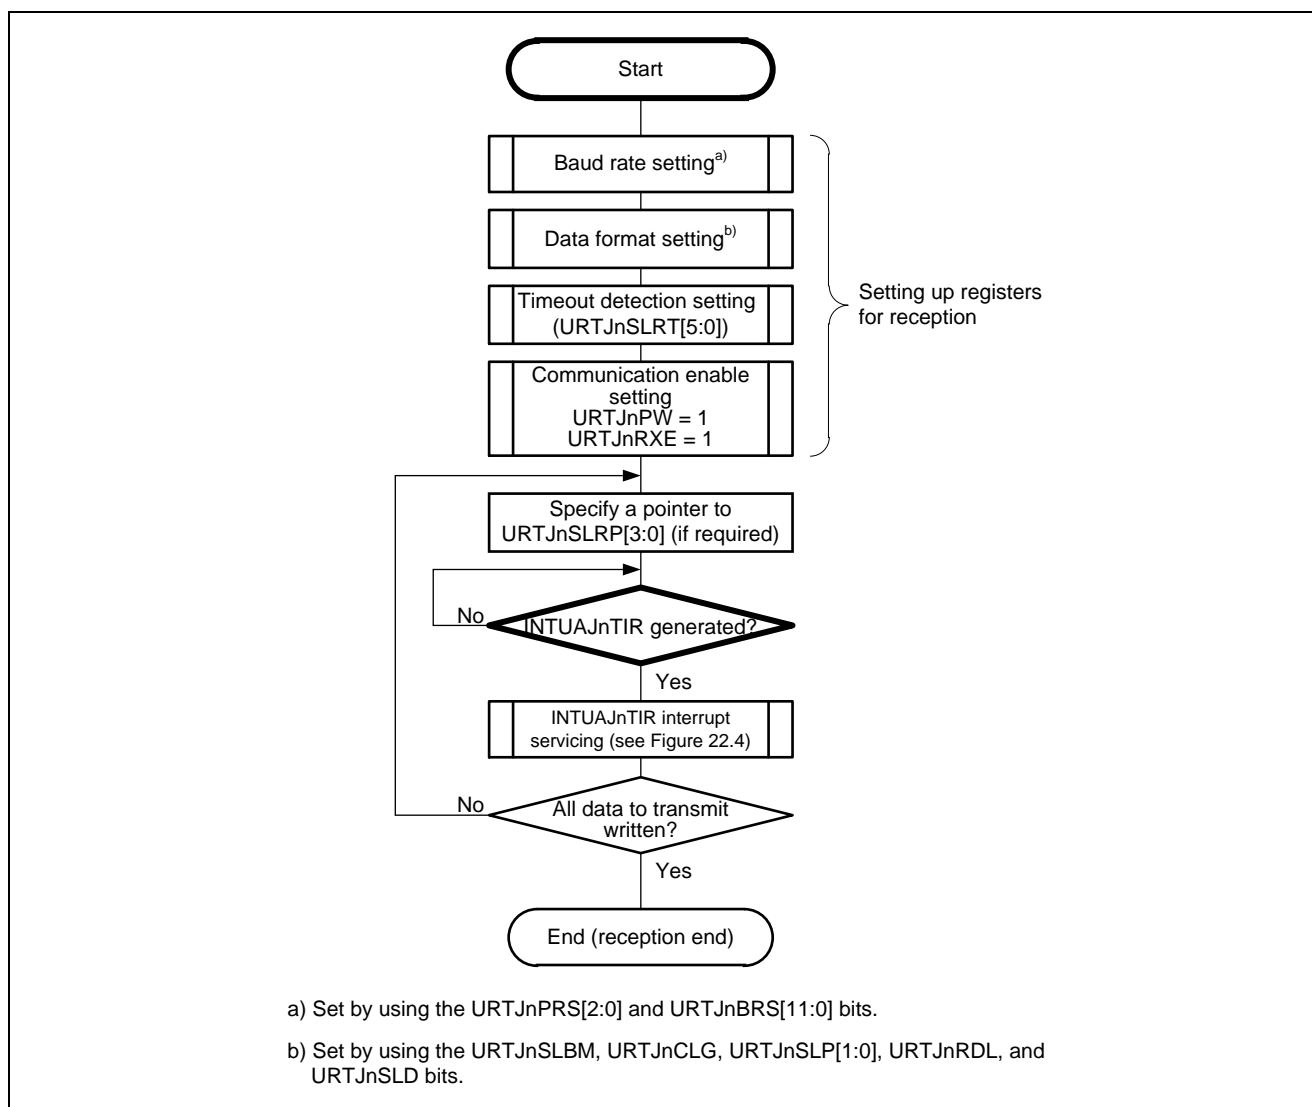 Start
Baud rate setting a)
Data format setting b)
Timeout detection setting
(URTJnSLRT[5:0])
Setting up registers
for reception
Communication enable
setting
URTJnPW = 1
URTJnRXE = 1
Specify a pointer to
URTJnSLRP[3:0] (if required)
No
INTUAJnTIR generated?
Yes
INTUAJnTIR interrupt
servicing (see Figure 22.4)
No
All data to transmit
written?
Yes
End (reception end)
a) Set by using the URTJnPRS[2:0] and URTJnBRS[11:0] bits.
b) Set by using the URTJnSLBM, URTJnCLG, URTJnSLP[1:0], URTJnRDL, and
URTJnSLD bits.